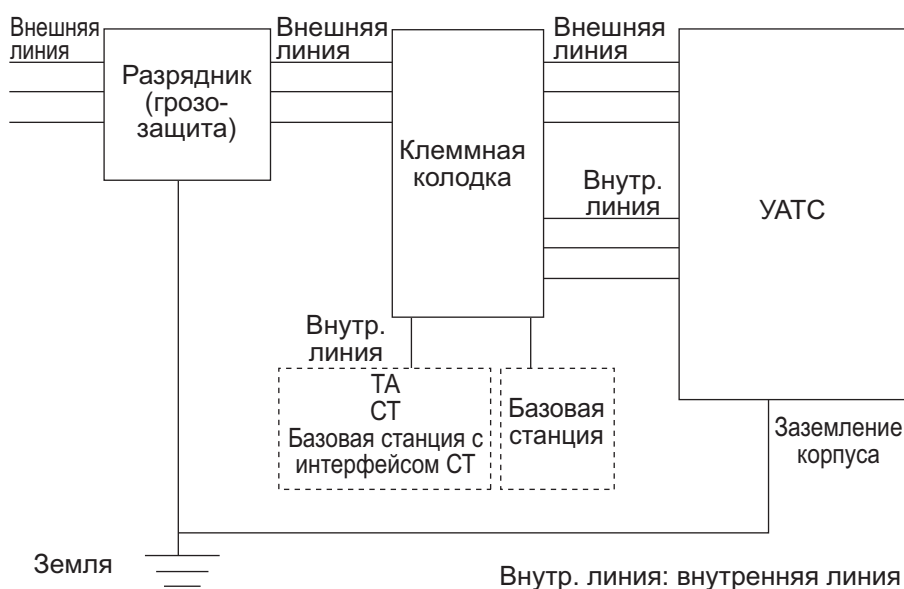 Внешняя
линия
Внешняя
линия
Внешняя
линия
Разрядник
(грозо-
защита)
Клеммная
колодка
Внутр.
линия
УАТС
Внутр.
линия
ТА
СТ
Базовая станция с
интерфейсом СТ
Базовая
станция
Заземление
корпуса
Земля
Внутр. линия: внутренняя линия